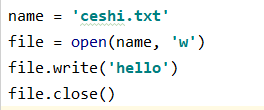 name = 'ceshi.txt'
file = open(name, 'w')
file.write('hello')
file.close()